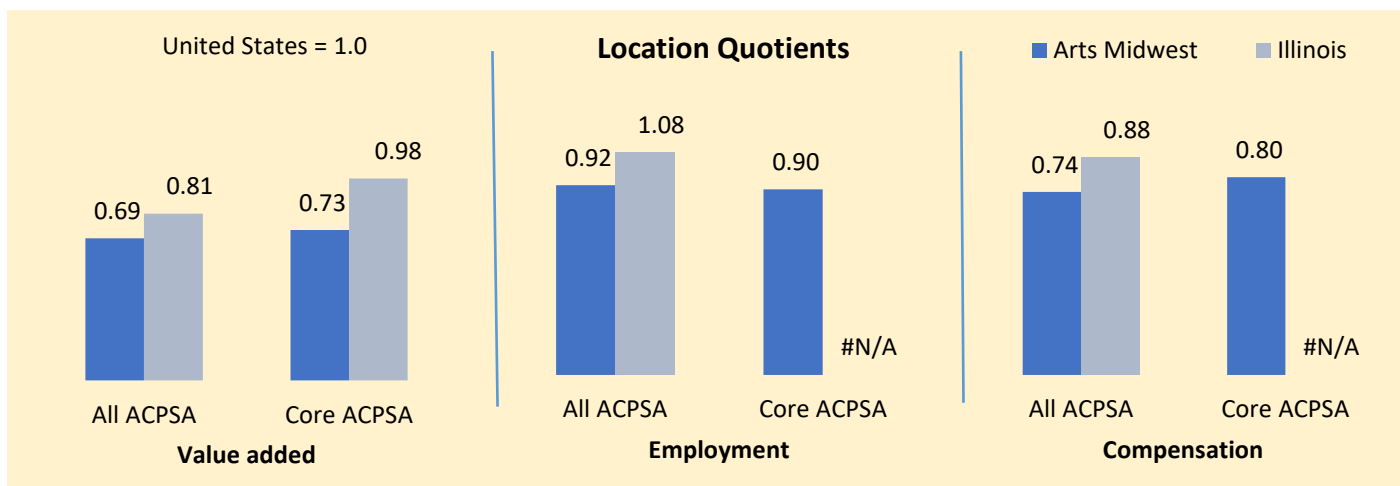 United States = 1.0
Location Quotients
Arts Midwest
Illinois
0.69
0.81
0.73
0.98
All ACPSA
Core ACPSA
Value added
0.92
1.08
0.90
#N/A
All ACPSA
Core ACPSA
Employment
0.74
0.88
0.80
#N/A
All ACPSA
Core ACPSA
Compensation